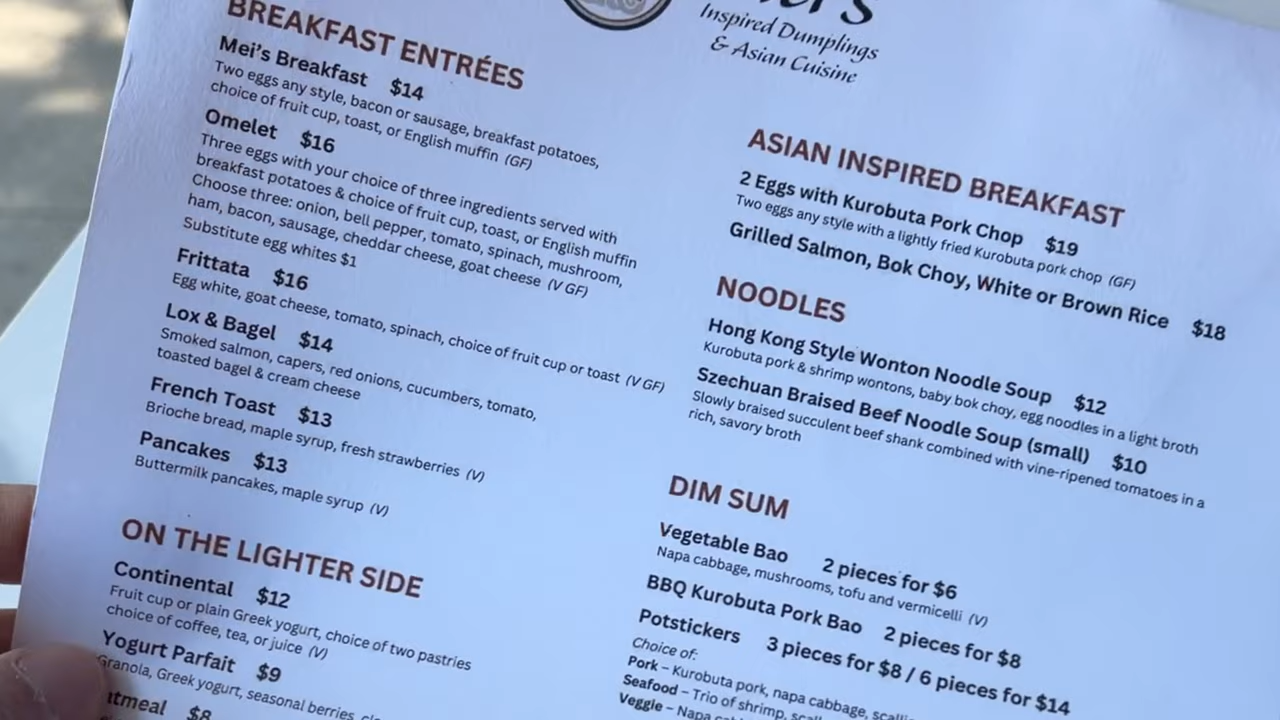 Inspired Dumplings
& Asian Cuisine
BREAKFAST ENTRÉES
Mei's Breakfast $14
Two eggs any style, bacon or sausage, breakfast potatoes,
choice of fruit cup, toast, or English muffin (GF)
Omelet $16
Three eggs with your choice of three ingredients served with
breakfast potatoes & choice of fruit cup, toast, or English muffin
Choose three: onion, bell pepper, tomato, spinach, mushroom,
ham, bacon, sausage, cheddar cheese, goat cheese (V GF)
Substitute egg whites $1
Frittata $16
Egg white, goat cheese, tomato, spinach, choice of fruit cup or toast (V GF)
Lox & Bagel $14
Smoked salmon, capers, red onions, cucumbers, tomato,
toasted bagel & cream cheese
French Toast $13
Brioche bread, maple syrup, fresh strawberries (V)
Pancakes $13
Buttermilk pancakes, maple syrup (V)
ON THE LIGHTER SIDE
Continental $12
Fruit cup or plain Greek yogurt, choice of two pastries
choice of coffee, tea, or juice (V)
Yogurt Parfait $9
Granola, Greek yogurt, seasonal berries,
$8
ASIAN INSPIRED BREAKFAST
2 Eggs with Kurobuta Pork Chop $19
Two eggs any style with a lightly fried Kurobuta pork chop (GF)
Grilled Salmon, Bok Choy, White or Brown Rice $18
NOODLES
Hong Kong Style Wonton Noodle Soup $12
Kurobuta pork & shrimp wontons, baby bok choy, egg noodles in a light broth
Szechuan Braised Beef Noodle Soup (small) $10
Slowly braised succulent beef shank combined with vine-ripened tomatoes in a
rich, savory broth
DIM SUM
Vegetable Bao 2 pieces for $6
Napa cabbage, mushrooms, tofu and vermicelli (V)
BBQ Kurobuta Pork Bao 2 pieces for $8
Potstickers 3 pieces for $8 / 6 pieces for $14
Choice of:
Pork – Kurobuta pork, napa cabbage,
Seafood – Trio of shrimp,
Veggie – Napa